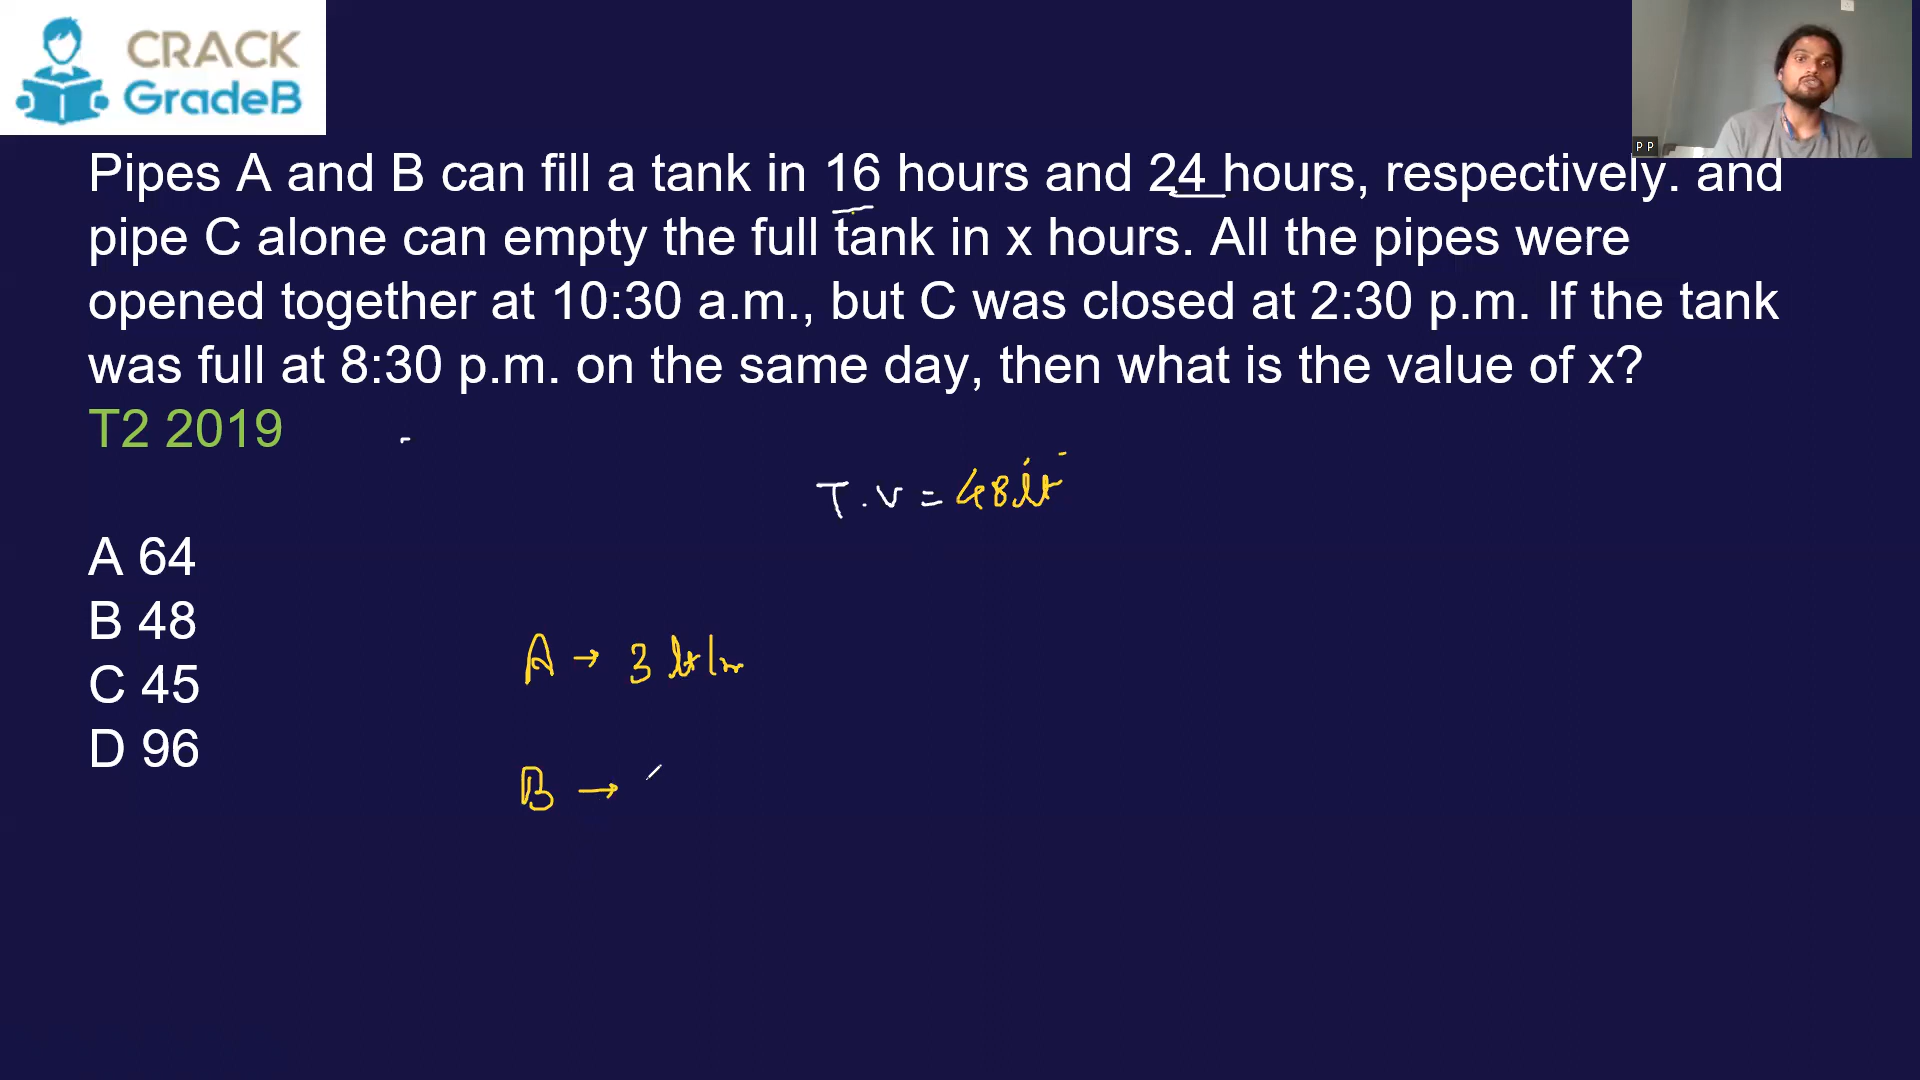 CRACK
GradeB
P P
Pipes A and B can fill a tank in 16 hours and 24 hours, respectively. and
pipe C alone can empty the full tank in x hours. All the pipes were
opened together at 10:30 a.m., but C was closed at 2:30 p.m. If the tank
was full at 8:30 p.m. on the same day, then what is the value of x?
T2 2019
T.V = 48 lit
A 64
B 48
C 45
D 96
A → 3 lt/hr
B →